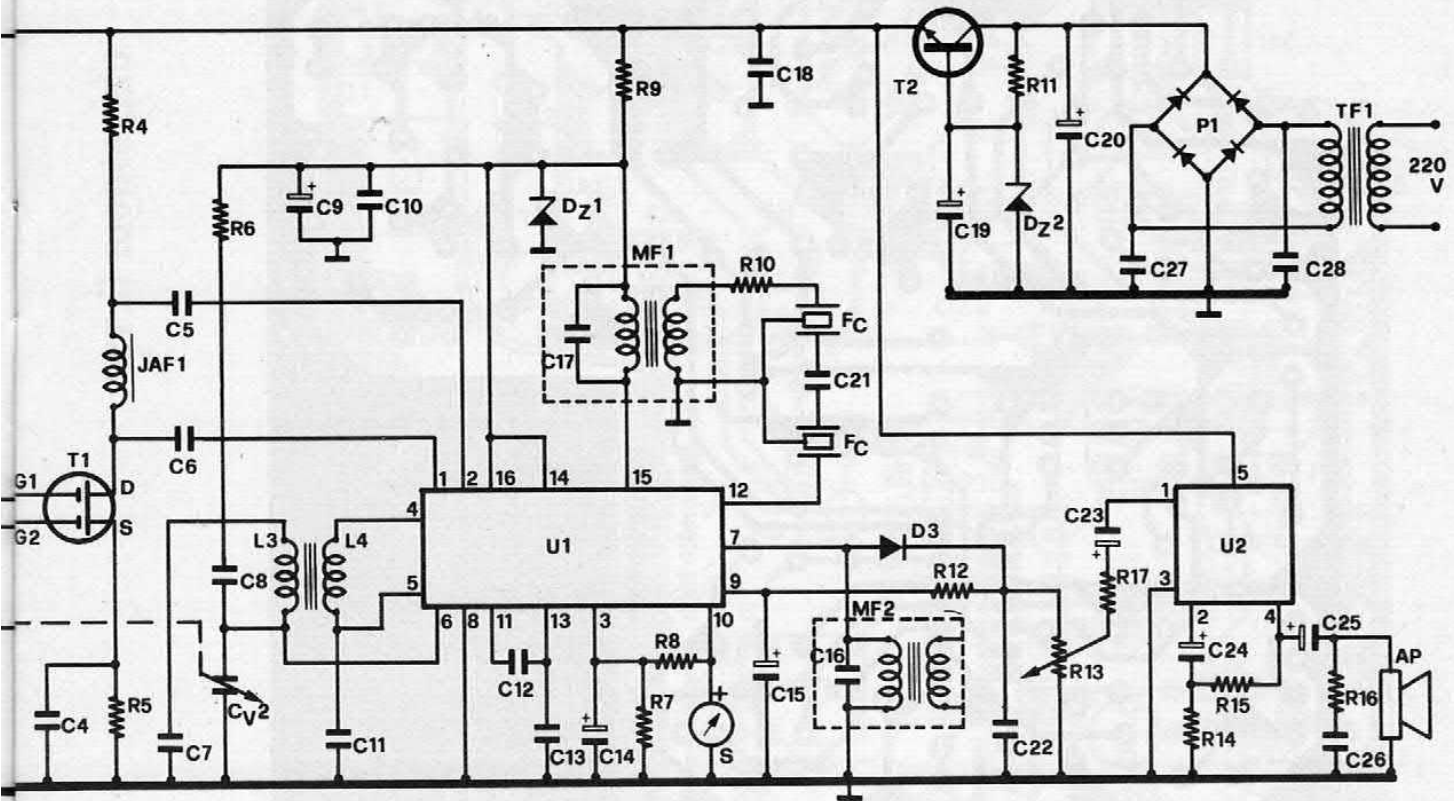 R4
R9
C18
T2
R11
C20
P1
TF1
220
V
R6
C9
C10
DZ1
C19
DZ2
C27
C28
MF1
R10
C5
JAF1
C17
FC
C21
C6
FC
T1
G1
D
G2
S
1 2 16 14 15
12
4
L3
L4
U1
7
D3
C23
1
5
U2
R17
C8
5
9
R12
3
6 8 11 13 3 10
MF2
2
4
C25
C12
R8
C16
C24
AP
R13
C4
R5
CV2
C7
C11
R7
C15
R15
R16
C13
C14
S
C22
R14
C26